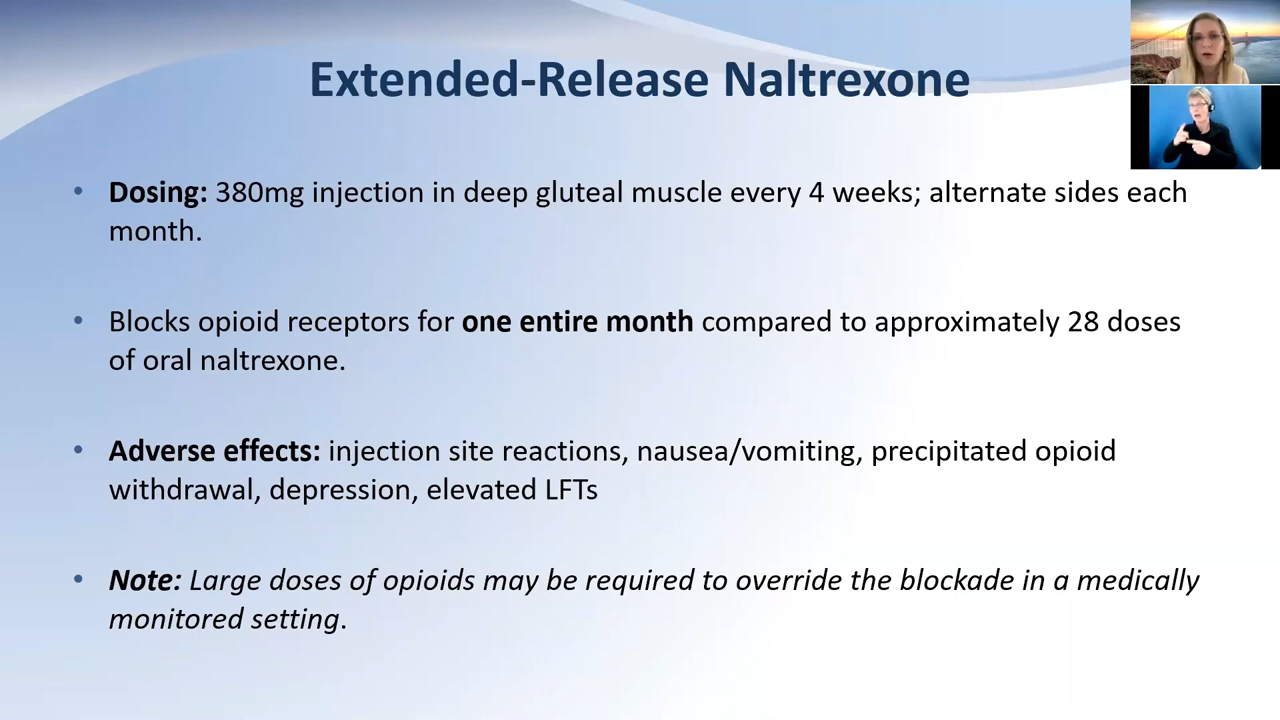 Extended-Release Naltrexone
• Dosing: 380mg injection in deep gluteal muscle every 4 weeks; alternate sides each
month.
• Blocks opioid receptors for one entire month compared to approximately 28 doses
of oral naltrexone.
• Adverse effects: injection site reactions, nausea/vomiting, precipitated opioid
withdrawal, depression, elevated LFTs
• Note: Large doses of opioids may be required to override the blockade in a medically
monitored setting.